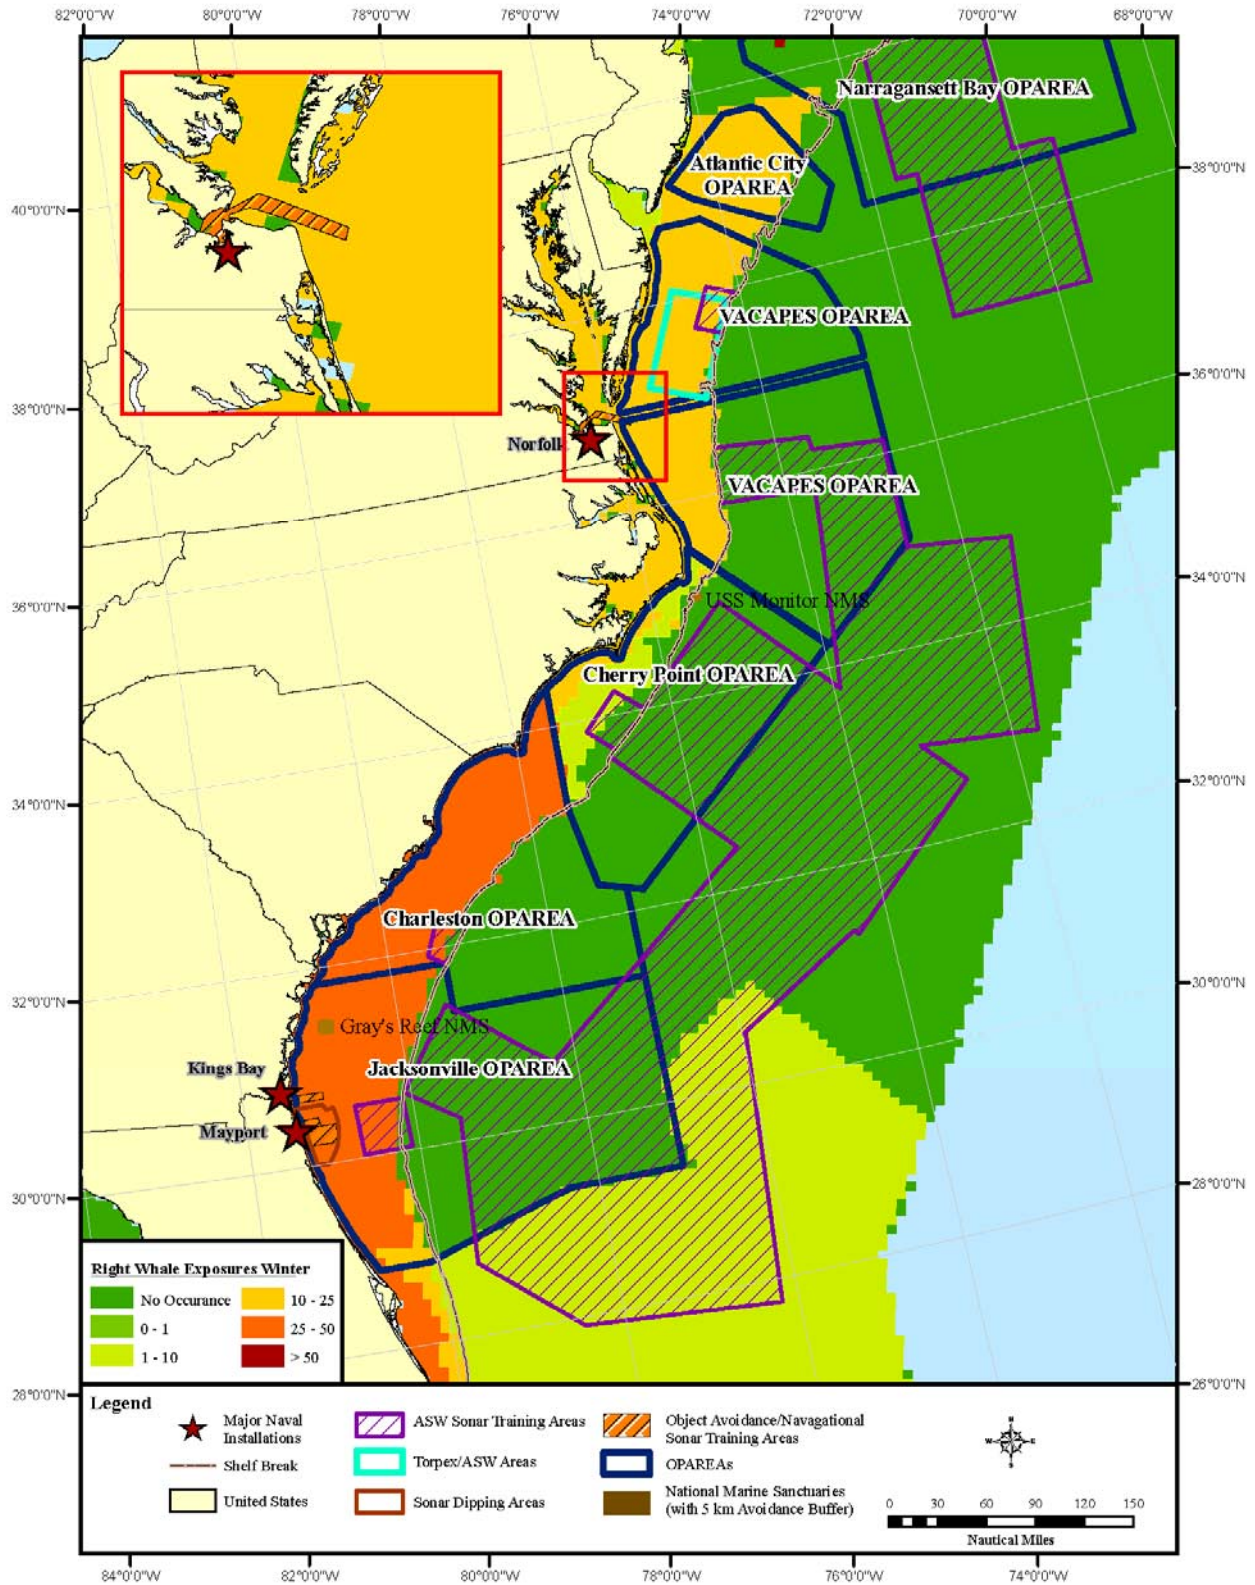 82°0'0"W
80°0'0"W
78°0'0"W
76°0'0"W
74°0'0"W
72°0'0"W
70°0'0"W
68°0'0"W
Narragansett Bay OPAREA
Atlantic City
OPAREA
38°0'0"N
40°0'0"N
VACAPES OPAREA
36°0'0"N
38°0'0"N
Norfolk
VACAPES OPAREA
34°0'0"N
36°0'0"N
USS Monitor NMS
Cherry Point OPAREA
32°0'0"N
34°0'0"N
Charleston OPAREA
30°0'0"N
32°0'0"N
Gray's Reef NMS
Kings Bay
Jacksonville OPAREA
Mayport
28°0'0"N
30°0'0"N
Right Whale Exposures Winter
No Occurance
10 - 25
0 - 1
25 - 50
1 - 10
> 50
28°0'0"N
26°0'0"N
Legend
Major Naval
Installations
Shelf Break
United States
ASW Sonar Training Areas
Torpex/ASW Areas
Sonar Dipping Areas
Object Avoidance/Navagational
Sonar Training Areas
OPAREAs
National Marine Sanctuaries
(with 5 km Avoidance Buffer)
N
W
E
S
0
30
60
90
120
150
Nautical Miles
84°0'0"W
82°0'0"W
80°0'0"W
78°0'0"W
76°0'0"W
74°0'0"W